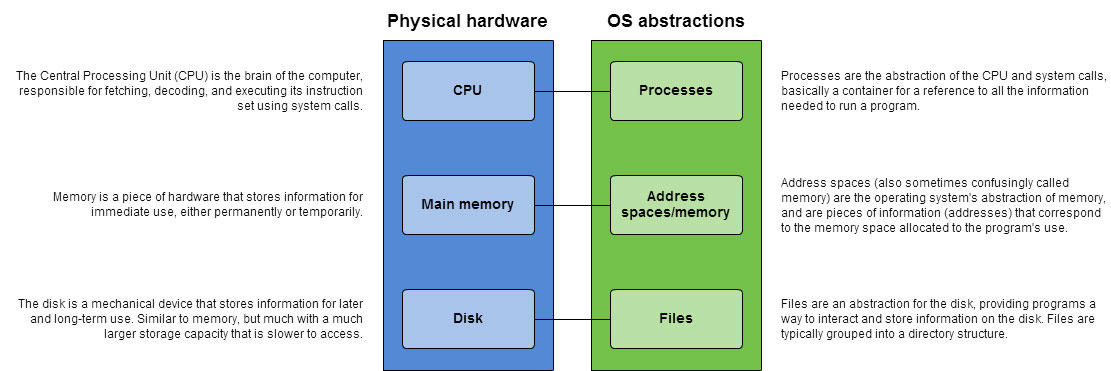 Physical hardware
OS abstractions
The Central Processing Unit (CPU) is the brain of the computer,
responsible for fetching, decoding, and executing its instruction
set using system calls.
CPU
Processes
Processes are the abstraction of the CPU and system calls,
basically a container for a reference to all the information
needed to run a program.
Memory is a piece of hardware that stores information for
immediate use, either permanently or temporarily.
Main memory
Address
spaces/memory
Address spaces (also sometimes confusingly called
memory) are the operating system's abstraction of memory,
and are pieces of information (addresses) that correspond
to the memory space allocated to the program's use.
The disk is a mechanical device that stores information for later
and long-term use. Similar to memory, but much with a much
larger storage capacity that is slower to access.
Disk
Files
Files are an abstraction for the disk, providing programs a
way to interact and store information on the disk. Files are
typically grouped into a directory structure.